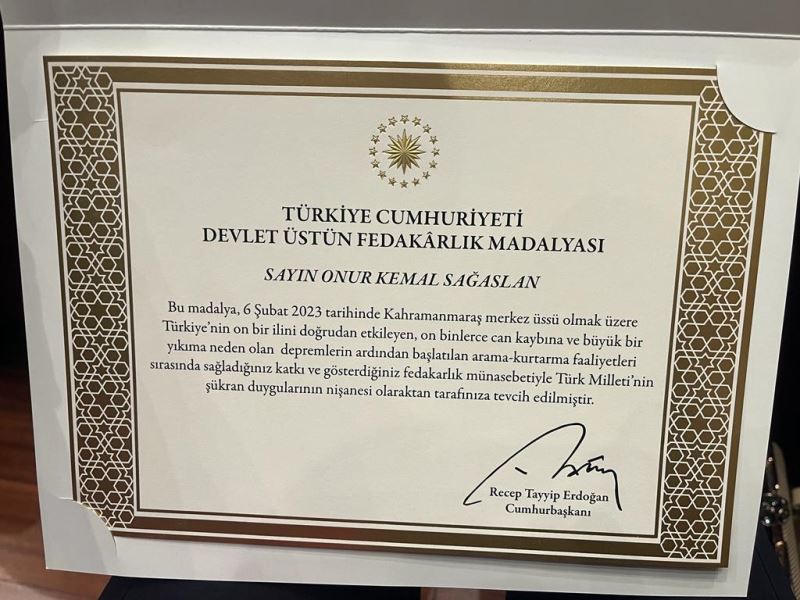 TÜRKİYE CUMHURİYETİ
DEVLET ÜSTÜN FEDAKÂRLIK MADALYASI
SAYIN ONUR KEMAL SAĞASLAN
Bu madalya, 6 Şubat 2023 tarihinde Kahramanmaraş merkez üssü olmak üzere
Türkiye'nin on bir ilini doğrudan etkileyen, on binlerce can kaybına ve büyük bir
yıkıma neden olan depremlerin ardından başlatılan arama-kurtarma faaliyetleri
sırasında sağladığınız katkı ve gösterdiğiniz fedakarlık münasebetiyle Türk Milleti'nin
şükran duygularının nişanesi olaraktan tarafınıza tevcih edilmiştir.
Recep Tayyip Erdoğan
Cumhurbaşkanı